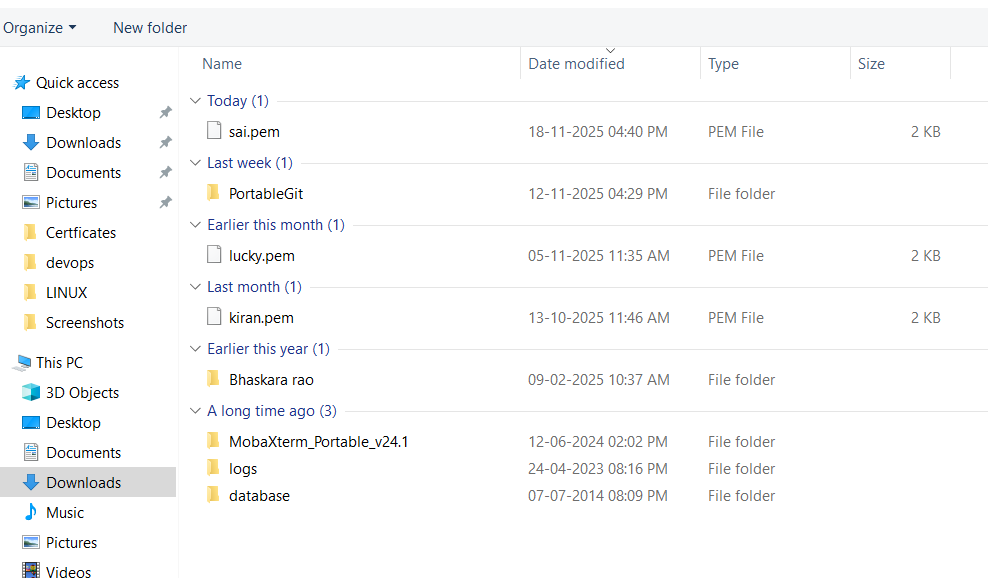 Organize New folder
Name Date modified Type Size
Quick access
Desktop
Downloads
Documents
Pictures
Certficates
devops
LINUX
Screenshots
This PC
3D Objects
Desktop
Documents
Downloads
Music
Pictures
Videos
Today (1)
sai.pem 18-11-2025 04:40 PM PEM File 2 KB
Last week (1)
PortableGit 12-11-2025 04:29 PM File folder
Earlier this month (1)
lucky.pem 05-11-2025 11:35 AM PEM File 2 KB
Last month (1)
kiran.pem 13-10-2025 11:46 AM PEM File 2 KB
Earlier this year (1)
Bhaskara rao 09-02-2025 10:37 AM File folder
A long time ago (3)
MobaXterm_Portable_v24.1 12-06-2024 02:02 PM File folder
logs 24-04-2023 08:16 PM File folder
database 07-07-2014 08:09 PM File folder